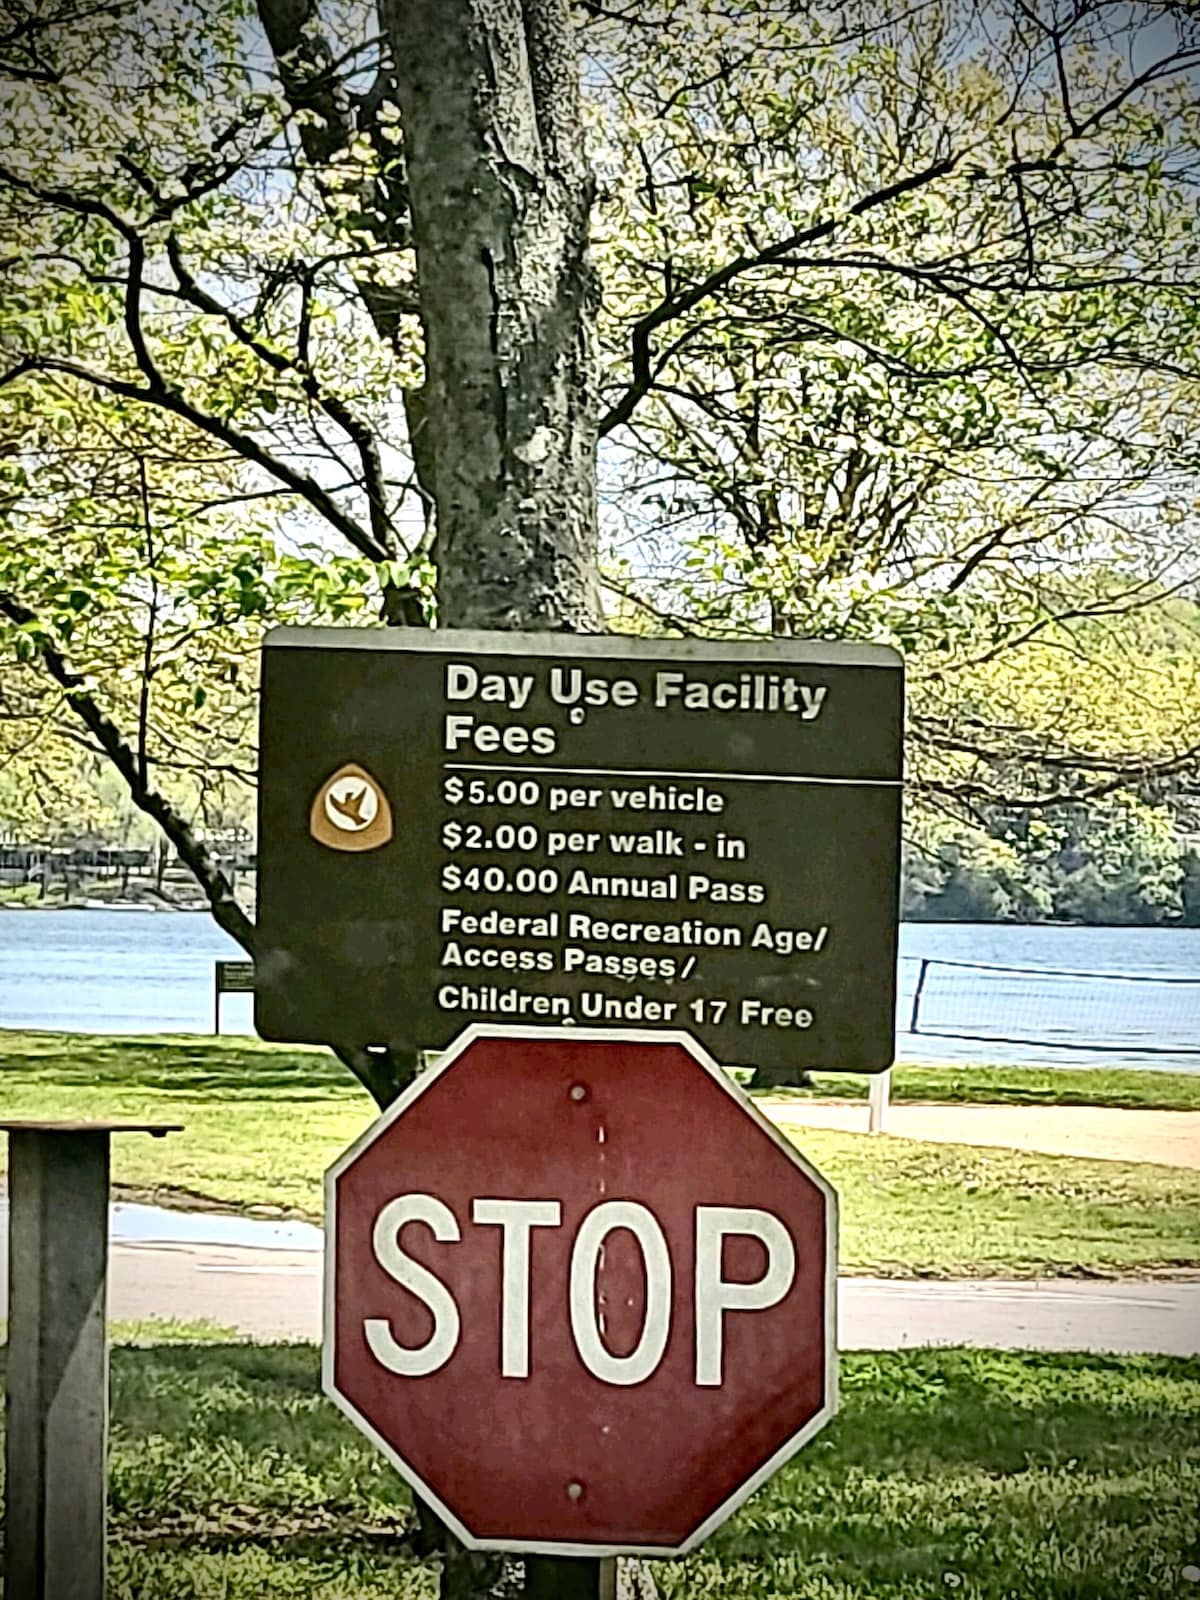 Day Use Facility
Fees
$5.00 per vehicle
$2.00 per walk - in
$40.00 Annual Pass
Federal Recreation Age/
Access Passes/
Children Under 17 Free
STOP